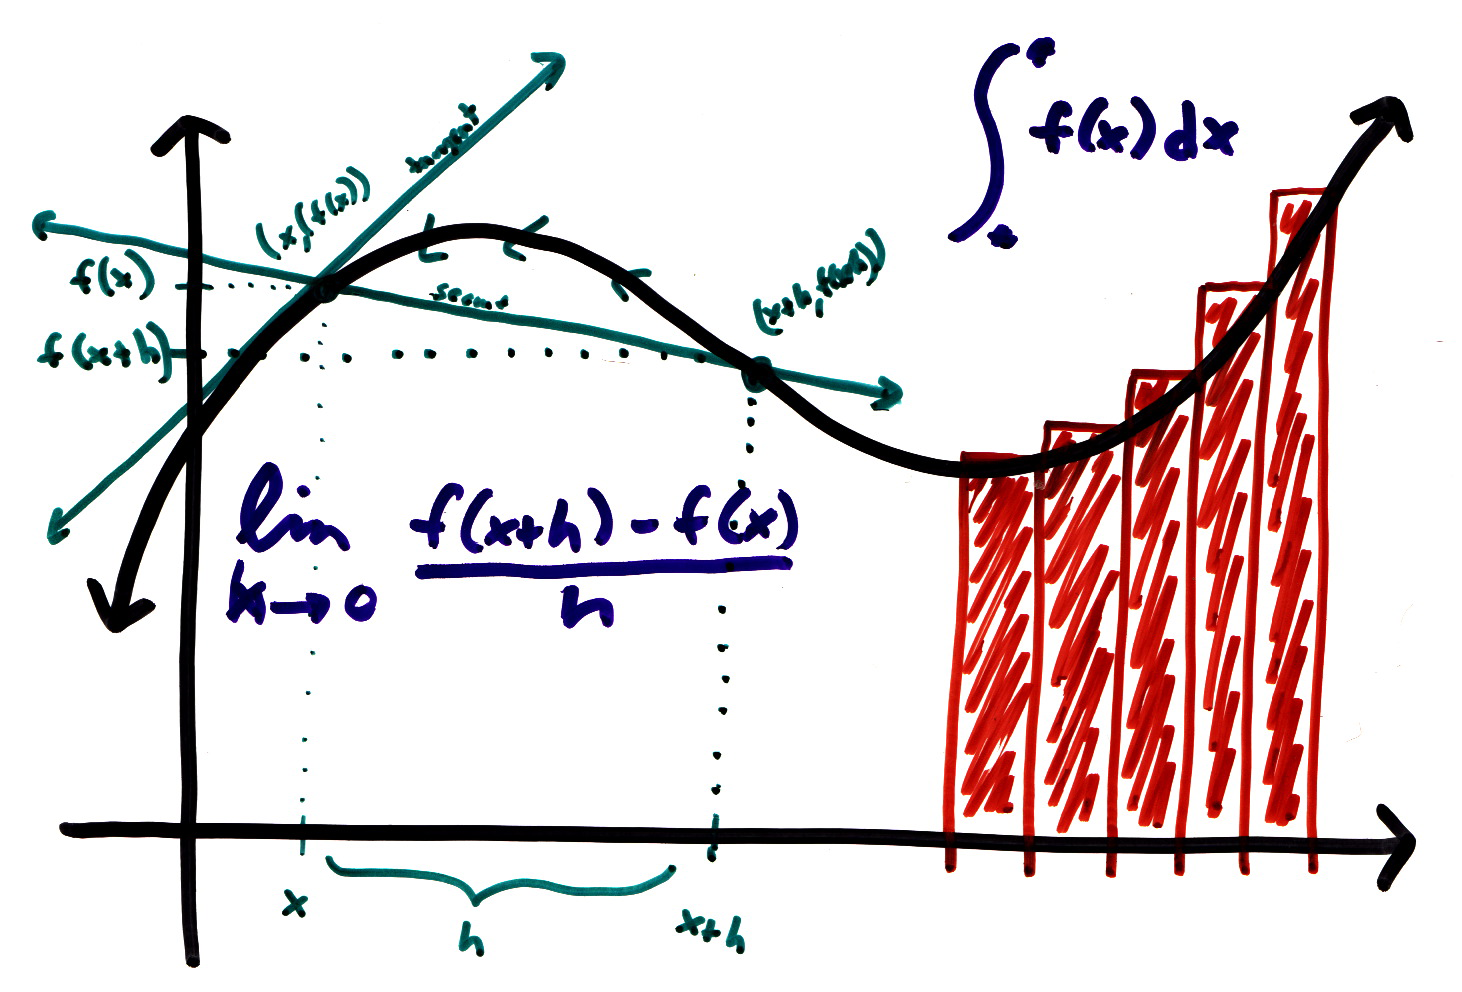 ∫ f(x)dx
tangent
(x,f(x))
f(x)
secant
(x+h,f(x+h))
f(x+h)
lim f(x+h)-f(x)
h→0 h
x
h
x+h